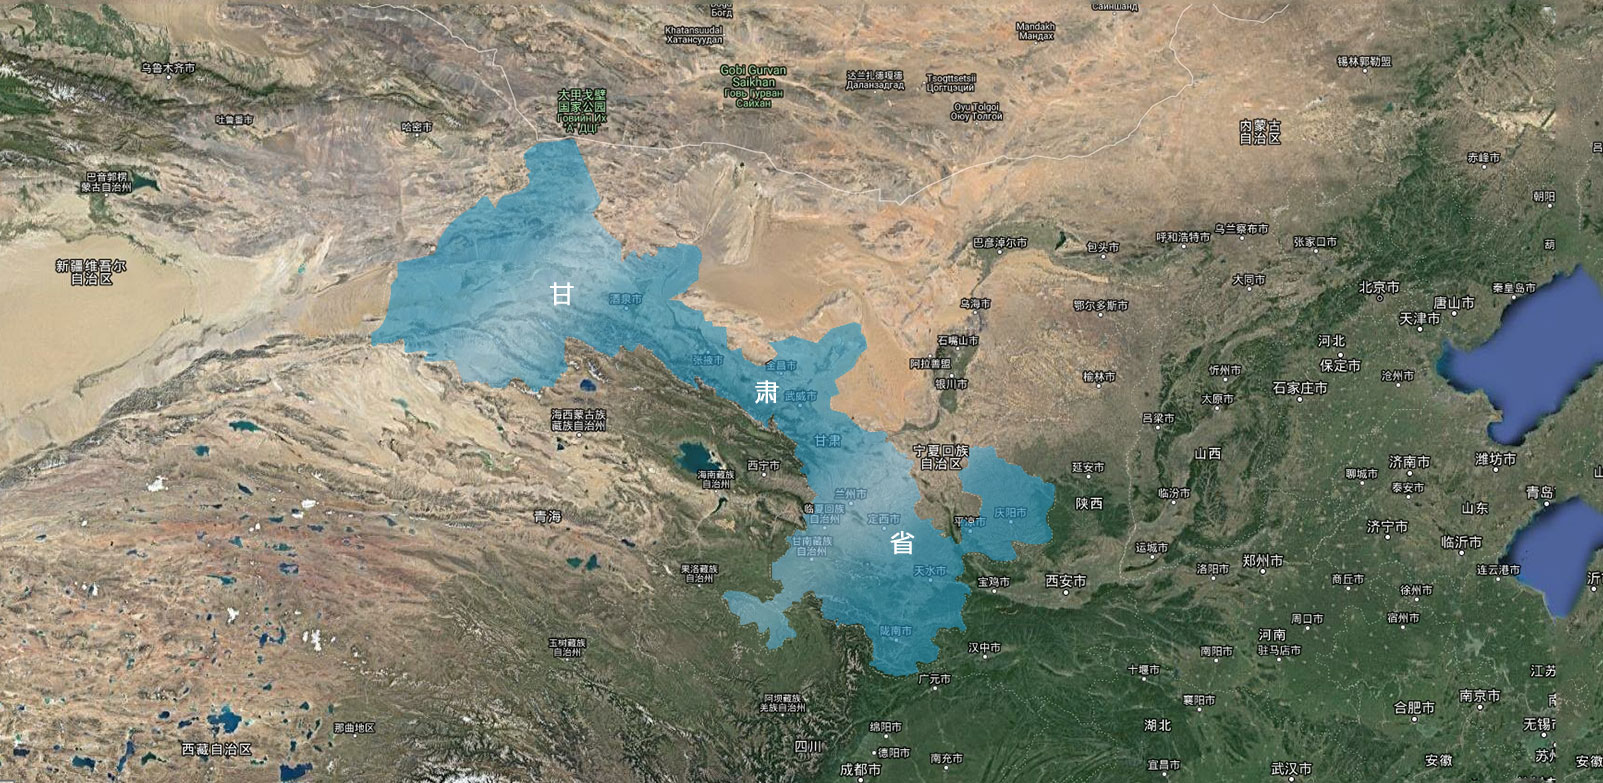 Богд
Сайншанд
Khatansuudal
Хатансуудал
Mandakh
Мандах
乌鲁木齐市
Gobi Gurvan
Saikhan
Говь Гурван
Сайхан
达兰扎德嘎德
Даланзадгад
Tsogttsetsii
Цогтцэций
锡林郭勒盟
大甲戈壁
国家公园
Говийн Их
"А" ДЦГ
Oyu Tolgoi
Оюу Толгой
吐鲁番市
哈密市
内蒙古
自治区
赤峰市
巴音郭楞
蒙古自治州
朝阳
巴彦淖尔市
包头市
呼和浩特市
乌兰察布市
张家口市
葫
新疆维吾尔
自治区
大同市
北京市
秦皇岛市
甘
酒泉市
乌海市
鄂尔多斯市
唐山市
天津市
石嘴山市
河北
保定市
张掖市
金昌市
阿拉善盟
银川市
榆林市
忻州市
石家庄市
沧州市
肃
武威市
太原市
海西蒙古族
藏族自治州
吕梁市
甘肃
宁夏回族
自治区
山西
西宁市
海南藏族
自治州
延安市
聊城市
济南市
潍坊市
泰安市
兰州市
临汾市
青岛
临夏回族
自治州
定西市
平凉市
庆阳市
陕西
山东
青海
济宁市
甘南藏族
自治州
省
运城市
临沂市
果洛藏族
自治州
天水市
宝鸡市
西安市
洛阳市
郑州市
商丘市
连云港市
徐州市
周口市
宿州市
陇南市
玉树藏族
自治州
汉中市
河南
驻马店市
南阳市
广元市
十堰市
江苏
阿坝藏族
羌族自治州
襄阳市
合肥市
南京市
那曲地区
绵阳市
湖北
无锡市
西藏自治区
四川
德阳市
南充市
成都市
宜昌市
武汉市
安徽
苏州
安徽